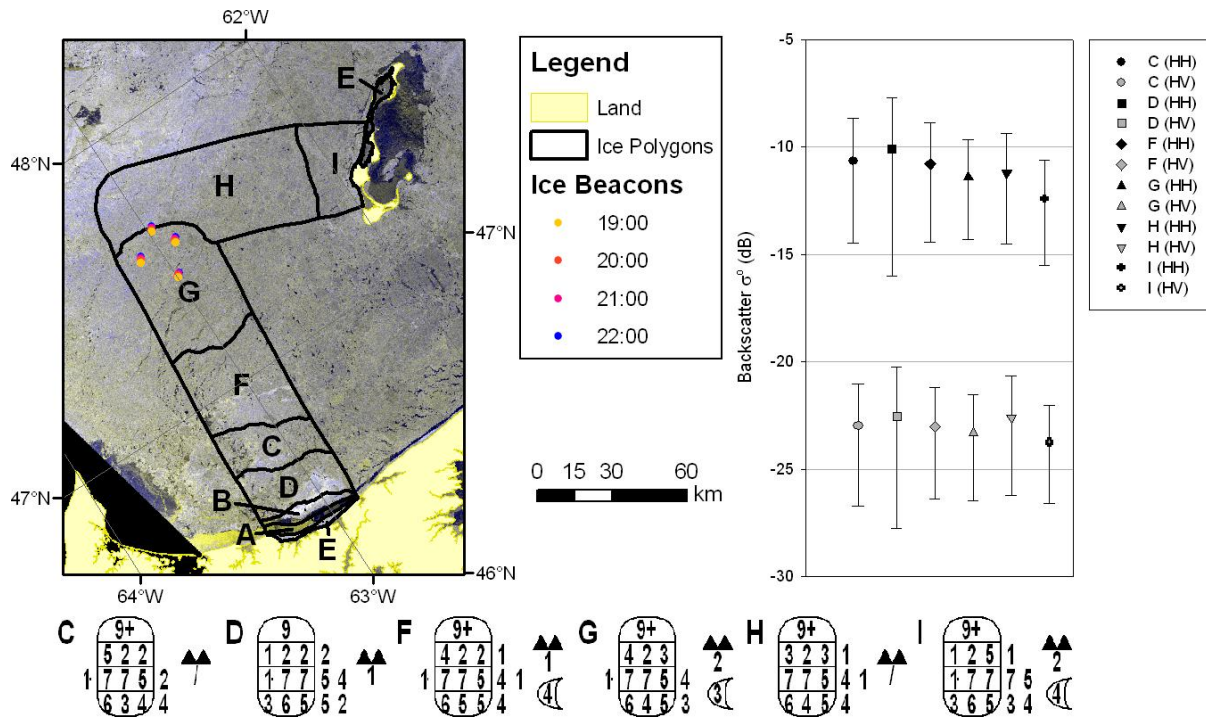 62°W
48°N
47°N
47°N
46°N
64°W
63°W
E
I
H
G
F
C
D
B
A
E
Legend
Land
Ice Polygons
Ice Beacons
19:00
20:00
21:00
22:00
0 15 30 60
km
Backscatter σ° (dB)
-5
-10
-15
-20
-25
-30
C (HH)
C (HV)
D (HH)
D (HV)
F (HH)
F (HV)
G (HH)
G (HV)
H (HH)
H (HV)
I (HH)
I (HV)
C
9+
5 2 2
1· 7 7 5 2
6 3 4 4
D
9
1 2 2 2
1· 7 7 5 4
3 6 5 5 2
1
F
9+
4 2 2 1
1· 7 7 5 4 1
6 5 5 4
1
4
G
9+
4 2 3
1· 7 7 5 4
6 4 5 3
2
3
H
9+
3 2 3 1
1· 7 7 5 4 1
6 4 5 4
I
9+
1 2 5 1
1· 7 7 5 7 5
3 6 5 3 4
2
4